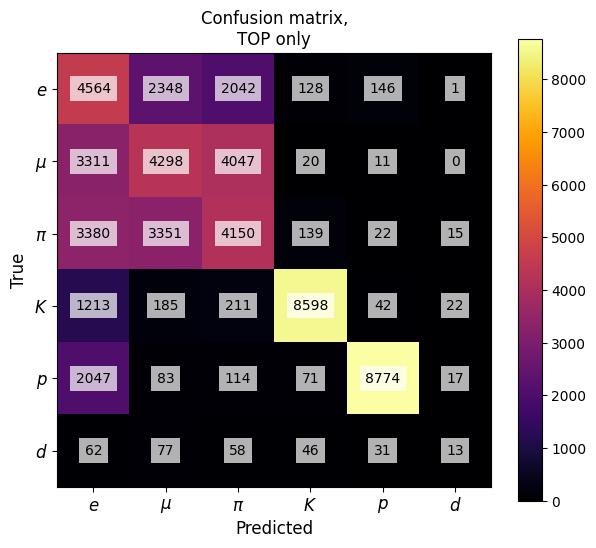 Confusion matrix,
TOP only
True
e 4564 2348 2042 128 146 1
μ 3311 4298 4047 20 11 0
π 3380 3351 4150 139 22 15
K 1213 185 211 8598 42 22
p 2047 83 114 71 8774 17
d 62 77 58 46 31 13
e μ π K p d
Predicted
8000
7000
6000
5000
4000
3000
2000
1000
0